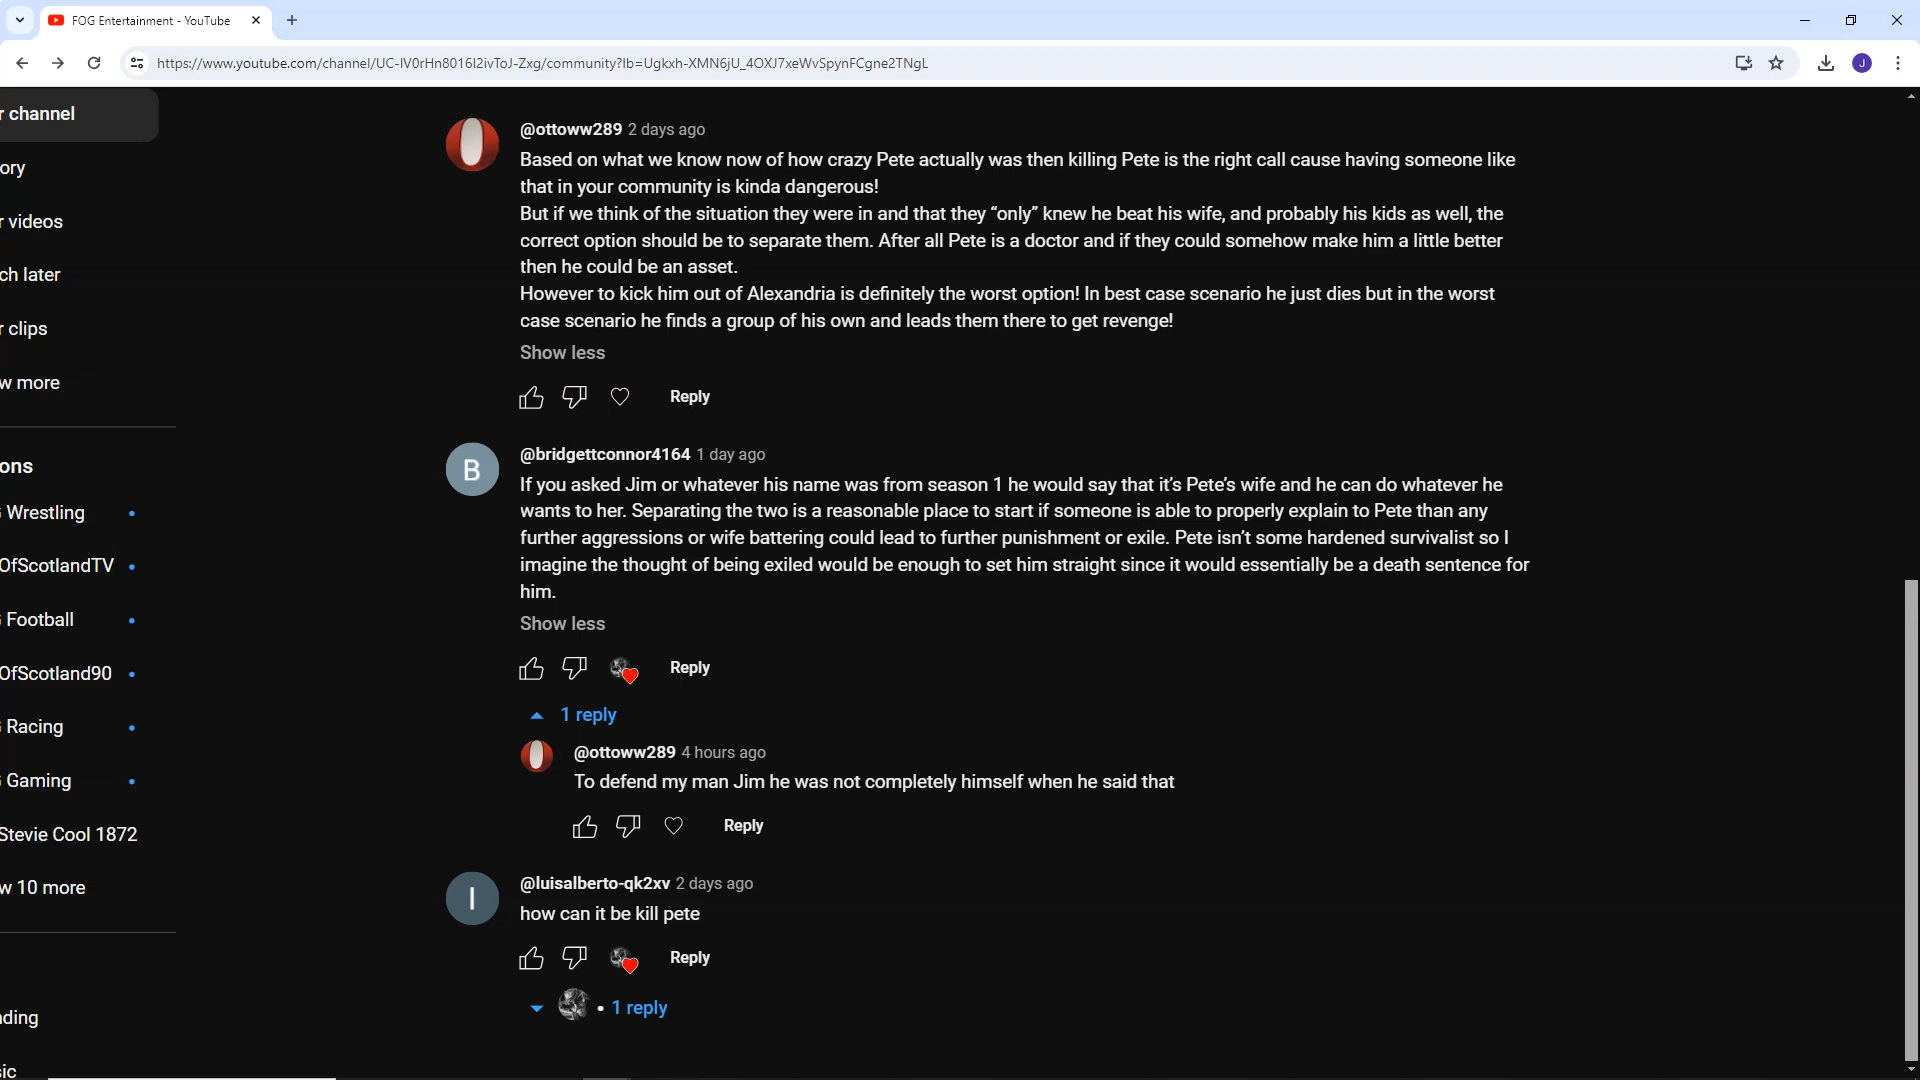 FOG Entertainment - YouTube
https://www.youtube.com/channel/UC-IV0rHn8016I2ivToJ-Zxg/community?lb=Ugkxh-XMN6jU_4OXJ7xeWvSpynFCgne2TNgL
J
r channel
ory
r videos
ch later
r clips
w more
ons
Wrestling
OfScotlandTV
Football
OfScotland90
Racing
Gaming
Stevie Cool 1872
w 10 more
ding
sic
@ottoww289 2 days ago
Based on what we know now of how crazy Pete actually was then killing Pete is the right call cause having someone like
that in your community is kinda dangerous!
But if we think of the situation they were in and that they “only” knew he beat his wife, and probably his kids as well, the
correct option should be to separate them. After all Pete is a doctor and if they could somehow make him a little better
then he could be an asset.
However to kick him out of Alexandria is definitely the worst option! In best case scenario he just dies but in the worst
case scenario he finds a group of his own and leads them there to get revenge!
Show less
Reply
B
@bridgettconnor4164 1 day ago
If you asked Jim or whatever his name was from season 1 he would say that it’s Pete’s wife and he can do whatever he
wants to her. Separating the two is a reasonable place to start if someone is able to properly explain to Pete than any
further aggressions or wife battering could lead to further punishment or exile. Pete isn’t some hardened survivalist so I
imagine the thought of being exiled would be enough to set him straight since it would essentially be a death sentence for
him.
Show less
Reply
1 reply
@ottoww289 4 hours ago
To defend my man Jim he was not completely himself when he said that
Reply
l
@luisalberto-qk2xv 2 days ago
how can it be kill pete
Reply
1 reply